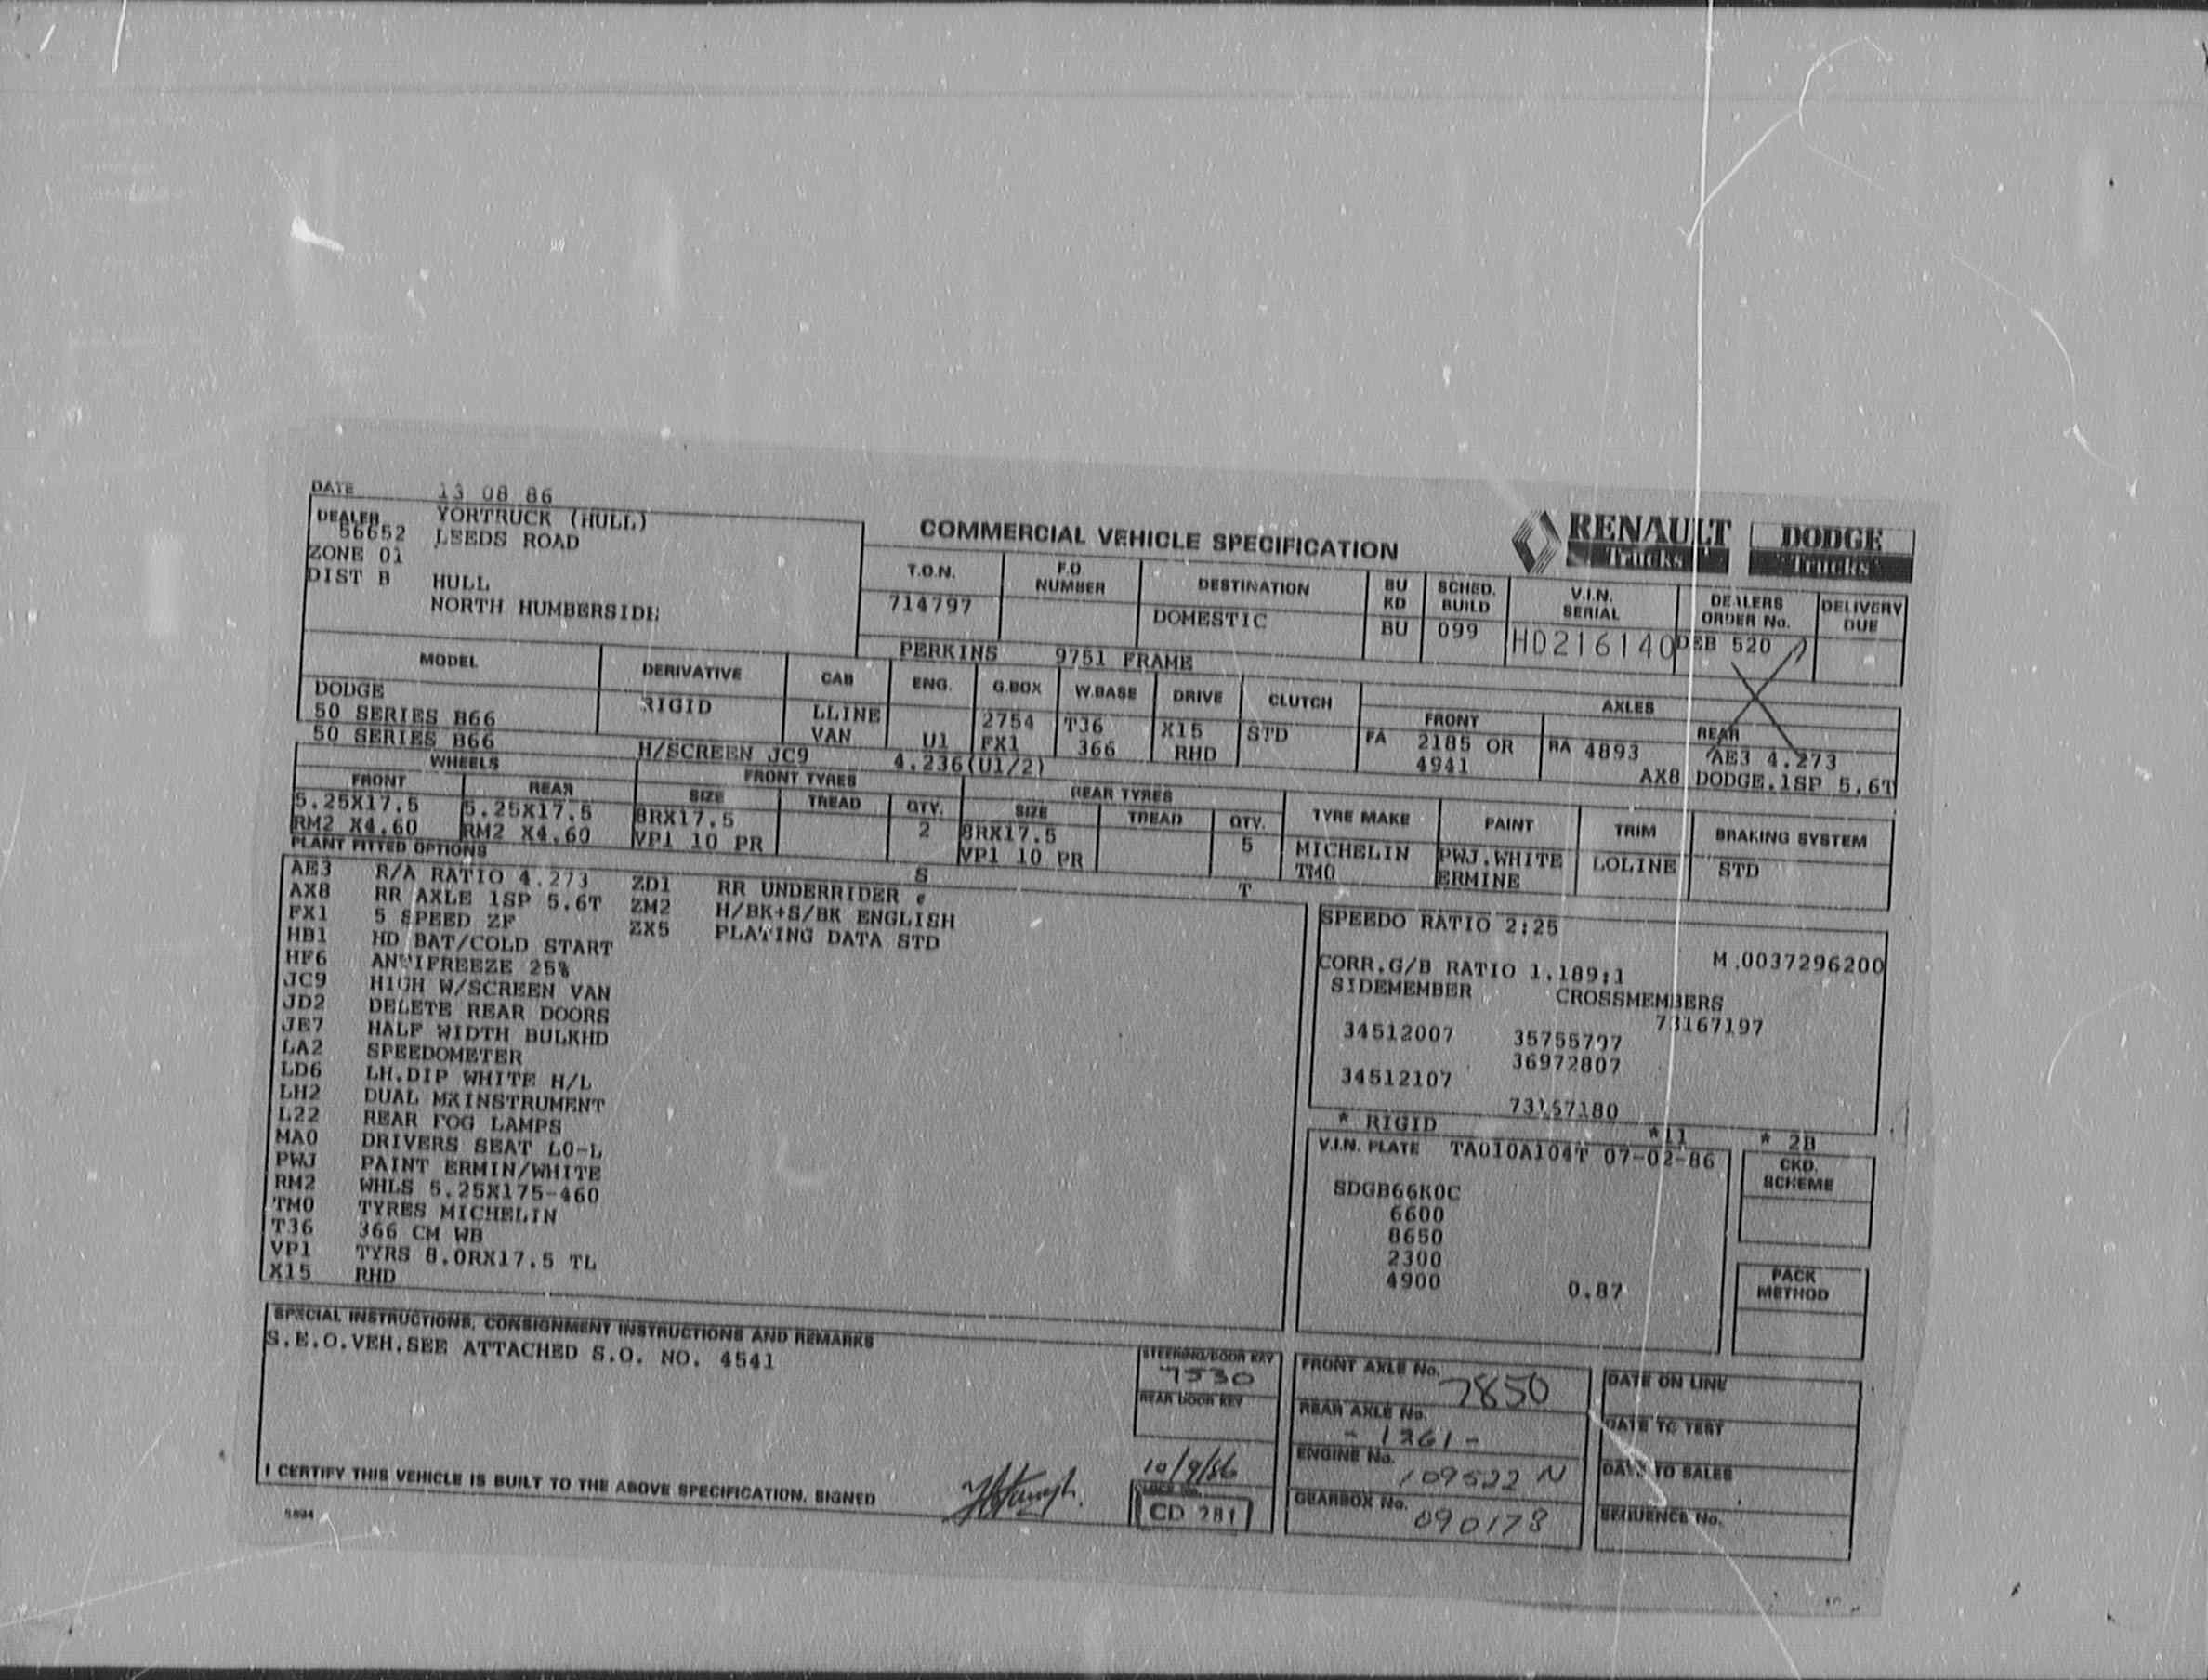 DATE 13 08 86
DEALER YORTRUCK (HULL)
56652 LEEDS ROAD
ZONE 01
DIST B HULL
NORTH HUMBERSIDE
COMMERCIAL VEHICLE SPECIFICATION
RENAULT Trucks DODGE Trucks
T.O.N. F.O. NUMBER DESTINATION BU KD SCHED. BUILD V.I.N. SERIAL DEALERS ORDER No. DELIVERY DUE
714797 DOMESTIC BU 099 HD216140 DEB 520
PERKINS 9751 FRAME
MODEL DERIVATIVE CAB ENG. G.BOX W.BASE DRIVE CLUTCH AXLES
FRONT REAR
DODGE RIGID LLINE 2754 T36 X15 STD FA 2185 OR RA 4893 AE3 4.273
50 SERIES B66 VAN U1 FX1 366 RHD 4941 AX8 DODGE.1SP 5.6T
50 SERIES B66 H/SCREEN JC9 4.236(U1/2)
WHEELS FRONT TYRES REAR TYRES
FRONT REAR SIZE TREAD QTY. SIZE TREAD QTY. TYRE MAKE PAINT TRIM BRAKING SYSTEM
5.25X17.5 5.25X17.5 8RX17.5 2 8RX17.5 5 MICHELIN PWJ.WHITE LOLINE STD
RM2 X4.60 RM2 X4.60 VP1 10 PR VP1 10 PR TM0 ERMINE
PLANT FITTED OPTIONS
S T
AE3 R/A RATIO 4.273 ZD1 RR UNDERRIDER
AX8 RR AXLE 1SP 5.6T ZM2 H/BK+S/BK ENGLISH
FX1 5 SPEED ZF ZX5 PLATING DATA STD
HB1 HD BAT/COLD START
HF6 ANTIFREEZE 25%
JC9 HIGH W/SCREEN VAN
JD2 DELETE REAR DOORS
JE7 HALF WIDTH BULKHD
LA2 SPEEDOMETER
LD6 LH.DIP WHITE H/L
LH2 DUAL MKINSTRUMENT
L22 REAR FOG LAMPS
MA0 DRIVERS SEAT LO-L
PWJ PAINT ERMIN/WHITE
RM2 WHLS 5.25X175-460
TM0 TYRES MICHELIN
T36 366 CM WB
VP1 TYRS 8.0RX17.5 TL
X15 RHD
SPEEDO RATIO 2:25
M.0037296200
CORR.G/B RATIO 1.189:1
SIDEMEMBER CROSSMEMBERS
73167197
34512007 35755707
36972807
34512107
73157180
* RIGID *11 * 2B
V.I.N. PLATE TA010A104T 07-02-86
CKD. SCHEME
SDGB66K0C
6600
8650
2300
4900 0.87
PACK METHOD
SPECIAL INSTRUCTIONS, CONSIGNMENT INSTRUCTIONS AND REMARKS
S.E.O.VEH.SEE ATTACHED S.O. NO. 4541
STEERING/DOOR KEY
7530
REAR DOOR KEY
FRONT AXLE No. 7850
REAR AXLE No.
- 1261 -
ENGINE No.
109522 N
GEARBOX No. 090178
DATE ON LINE
DATE TO TEST
DATE TO SALES
SEQUENCE No.
I CERTIFY THIS VEHICLE IS BUILT TO THE ABOVE SPECIFICATION. SIGNED
10/9/86
CD 281
5894